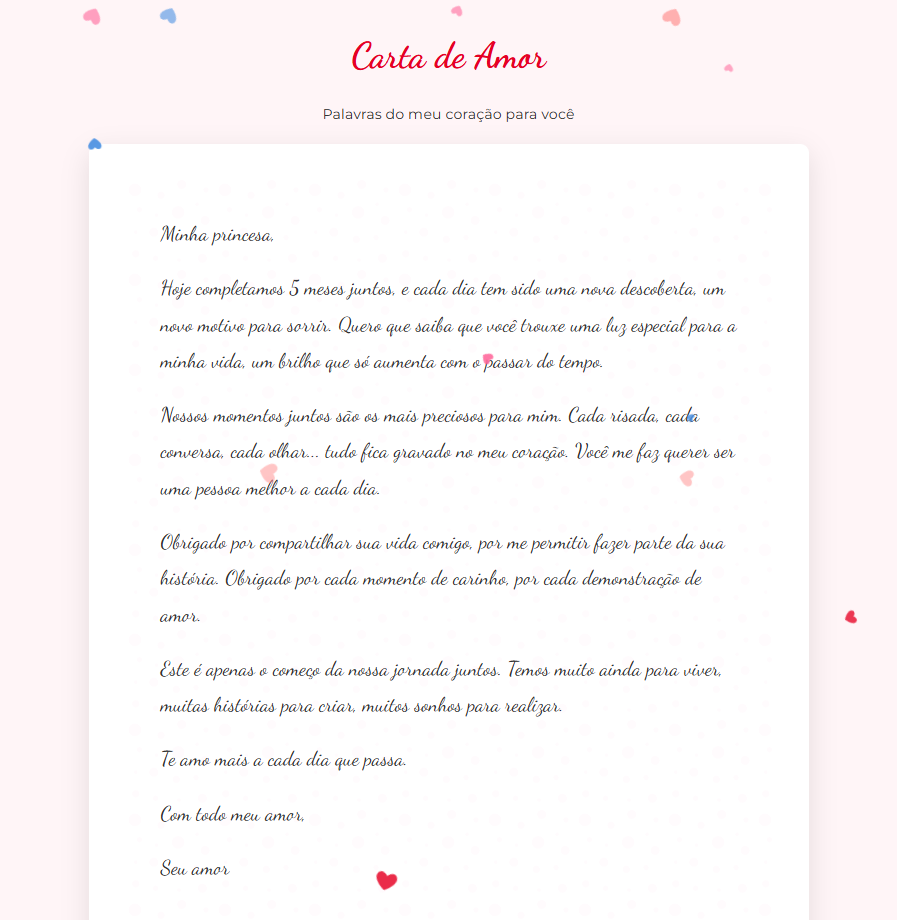 Carta de Amor
Palavras do meu coração para você
Minha princesa,
Hoje completamos 5 meses juntos, e cada dia tem sido uma nova descoberta, um
novo motivo para sorrir. Quero que saiba que você trouxe uma luz especial para a
minha vida, um brilho que só aumenta com o passar do tempo.
Nossos momentos juntos são os mais preciosos para mim. Cada risada, cada
conversa, cada olhar... tudo fica gravado no meu coração. Você me faz querer ser
uma pessoa melhor a cada dia.
Obrigado por compartilhar sua vida comigo, por me permitir fazer parte da sua
história. Obrigado por cada momento de carinho, por cada demonstração de
amor.
Este é apenas o começo da nossa jornada juntos. Temos muito ainda para viver,
muitas histórias para criar, muitos sonhos para realizar.
Te amo mais a cada dia que passa.
Com todo meu amor,
Seu amor